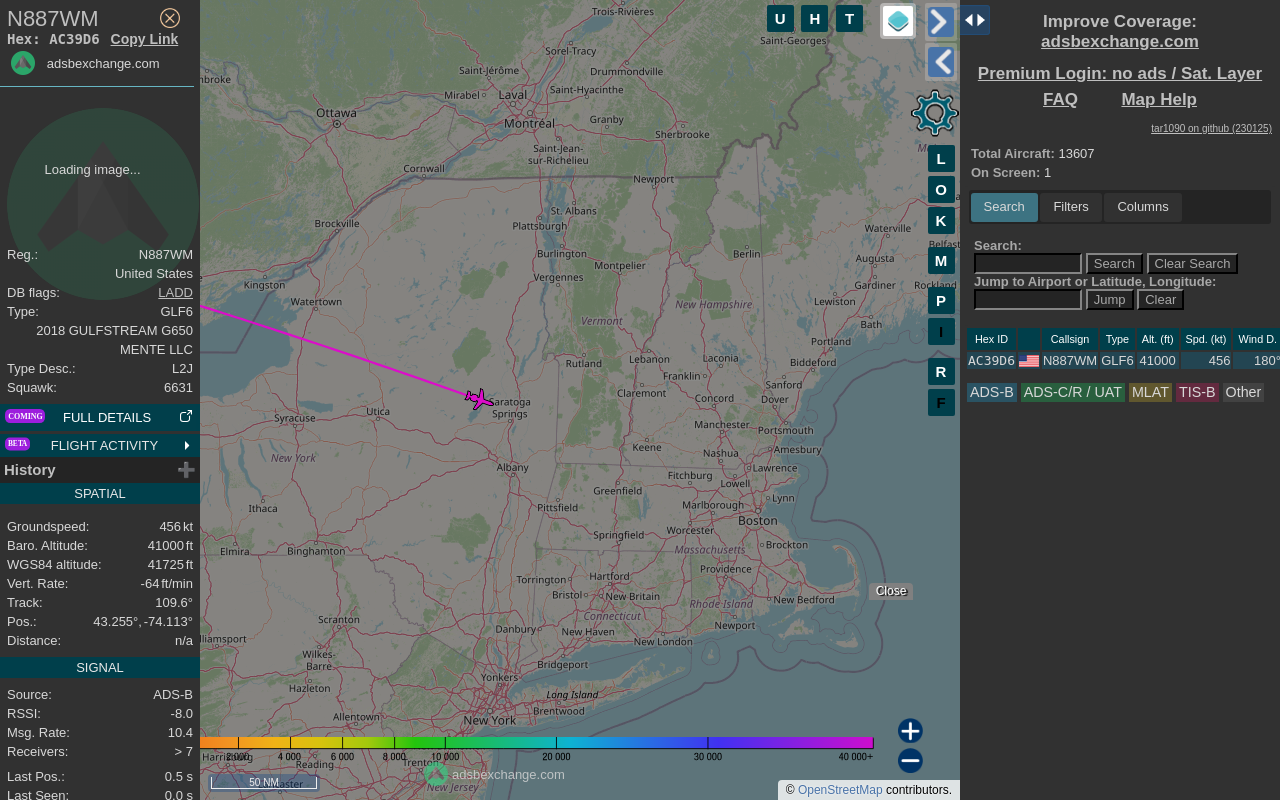 N887WM
Hex: AC39D6 Copy Link
adsbexchange.com
Loading image...
Reg.: N887WM
United States
DB flags: LADD
Type: GLF6
2018 GULFSTREAM G650
MENTE LLC
Type Desc.: L2J
Squawk: 6631
COMING FULL DETAILS
BETA FLIGHT ACTIVITY
History
SPATIAL
Groundspeed: 456 kt
Baro. Altitude: 41000 ft
WGS84 altitude: 41725 ft
Vert. Rate: -64 ft/min
Track: 109.6°
Pos.: 43.255°, -74.113°
Distance: n/a
SIGNAL
Source: ADS-B
RSSI: -8.0
Msg. Rate: 10.4
Receivers: > 7
Last Pos.: 0.5 s
Last Seen: 0.0 s
U H T
L
O
K
M
P
I
R
F
Trois-Rivières
Sorel-Tracy
Saint-Georges
Saint-Jérôme
Drummondville
Mirabel
Laval
Saint-Hyacinthe
Ottawa
Montréal
Granby
Sherbrooke
Saint-Jean-
sur-Richelieu
Cornwall
Newport
Brockville
St. Albans
Plattsburgh
Waterville
Burlington
Montpelier
Berlin
Belfast
Augusta
Kingston
Vergennes
Gardiner
Rockland
Watertown
New Hampshire
Lewiston
Bath
Vermont
Portland
Rutland
Lebanon
Laconia
Biddeford
Franklin
Sanford
Claremont
Concord
Dover
Saratoga
Springs
Utica
Syracuse
Manchester
Portsmouth
Keene
Nashua
Amesbury
New York
Albany
Lawrence
Fitchburg
Lowell
Greenfield
Lynn
Ithaca
Pittsfield
Marlborough
Boston
Worcester
Springfield
Brockton
Elmira
Binghamton
Massachusetts
Providence
Torrington
Hartford
Bristol
New Britain
New Bedford
Rhode Island
Connecticut
Scranton
Newport
Danbury
New Haven
New London
lliamsport
Wilkes-
Barre
Bridgeport
Yonkers
Hazleton
Long Island
Allentown
New York
Brentwood
Reading
Trenton
New Jersey
Close
2 000 4 000 6 000 8 000 10 000 20 000 30 000 40 000+
adsbexchange.com
50 NM
© OpenStreetMap contributors.
Improve Coverage:
adsbexchange.com
Premium Login: no ads / Sat. Layer
FAQ Map Help
tar1090 on github (230125)
Total Aircraft: 13607
On Screen: 1
Search Filters Columns
Search:
Search Clear Search
Jump to Airport or Latitude, Longitude:
Jump Clear
Hex ID Callsign Type Alt. (ft) Spd. (kt) Wind D.
AC39D6 N887WM GLF6 41000 456 180°
ADS-B ADS-C/R / UAT MLAT TIS-B Other